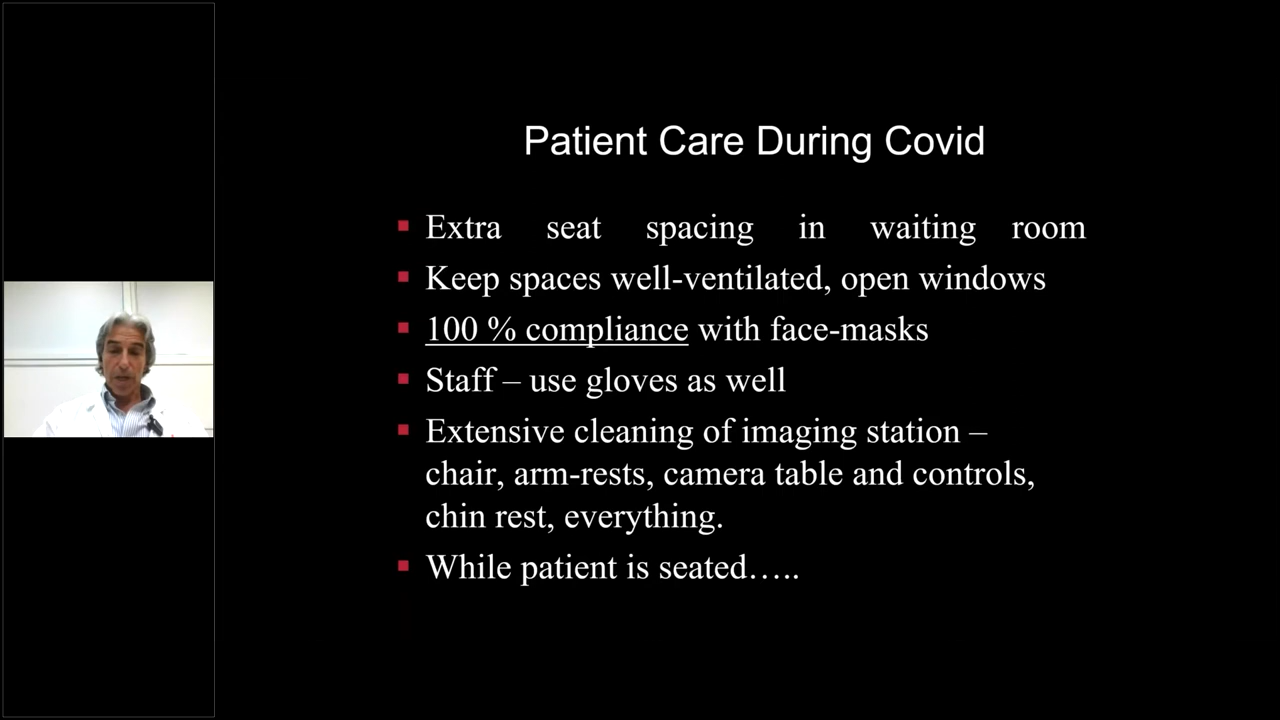 Patient Care During Covid
Extra seat spacing in waiting room
Keep spaces well-ventilated, open windows
100 % compliance with face-masks
Staff – use gloves as well
Extensive cleaning of imaging station –
chair, arm-rests, camera table and controls,
chin rest, everything.
While patient is seated…..